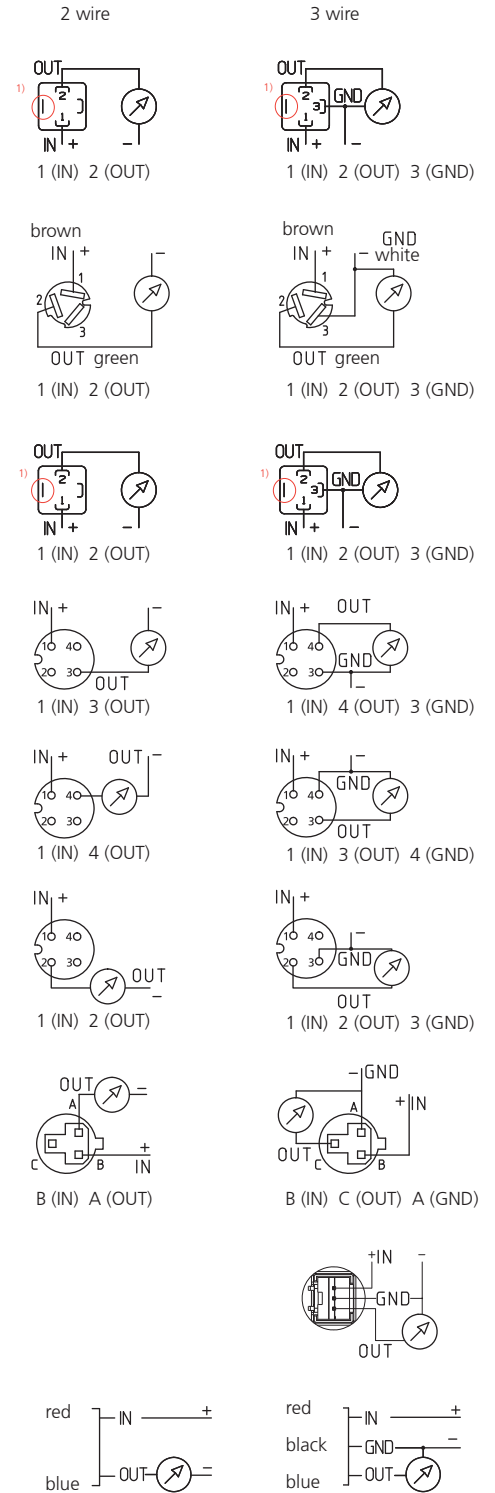 2 wire 3 wire
OUT OUT
1) 2 1) 2 3 GND
1 1
IN + – IN + –
1 (IN) 2 (OUT) 1 (IN) 2 (OUT) 3 (GND)
brown brown GND
IN + – IN + – white
1 1
2 2
3 3
OUT green OUT green
1 (IN) 2 (OUT) 1 (IN) 2 (OUT) 3 (GND)
OUT OUT
1) 2 1) 2 3 GND
1 1
IN + – IN + –
1 (IN) 2 (OUT) 1 (IN) 2 (OUT) 3 (GND)
IN + – IN + OUT
1 4 1 4
2 3 2 3 GND
OUT –
1 (IN) 3 (OUT) 1 (IN) 4 (OUT) 3 (GND)
IN + OUT – IN + –
1 4 1 4 GND
2 3 2 3
OUT
1 (IN) 4 (OUT) 1 (IN) 3 (OUT) 4 (GND)
IN + IN +
1 4 1 4 –
2 3 2 3 GND
OUT – OUT
1 (IN) 2 (OUT) 1 (IN) 2 (OUT) 3 (GND)
OUT – – GND
A A + IN
+ OUT
C B IN C B
B (IN) A (OUT) B (IN) C (OUT) A (GND)
+IN –
GND
OUT
red IN + red IN +
black GND –
blue OUT – blue OUT